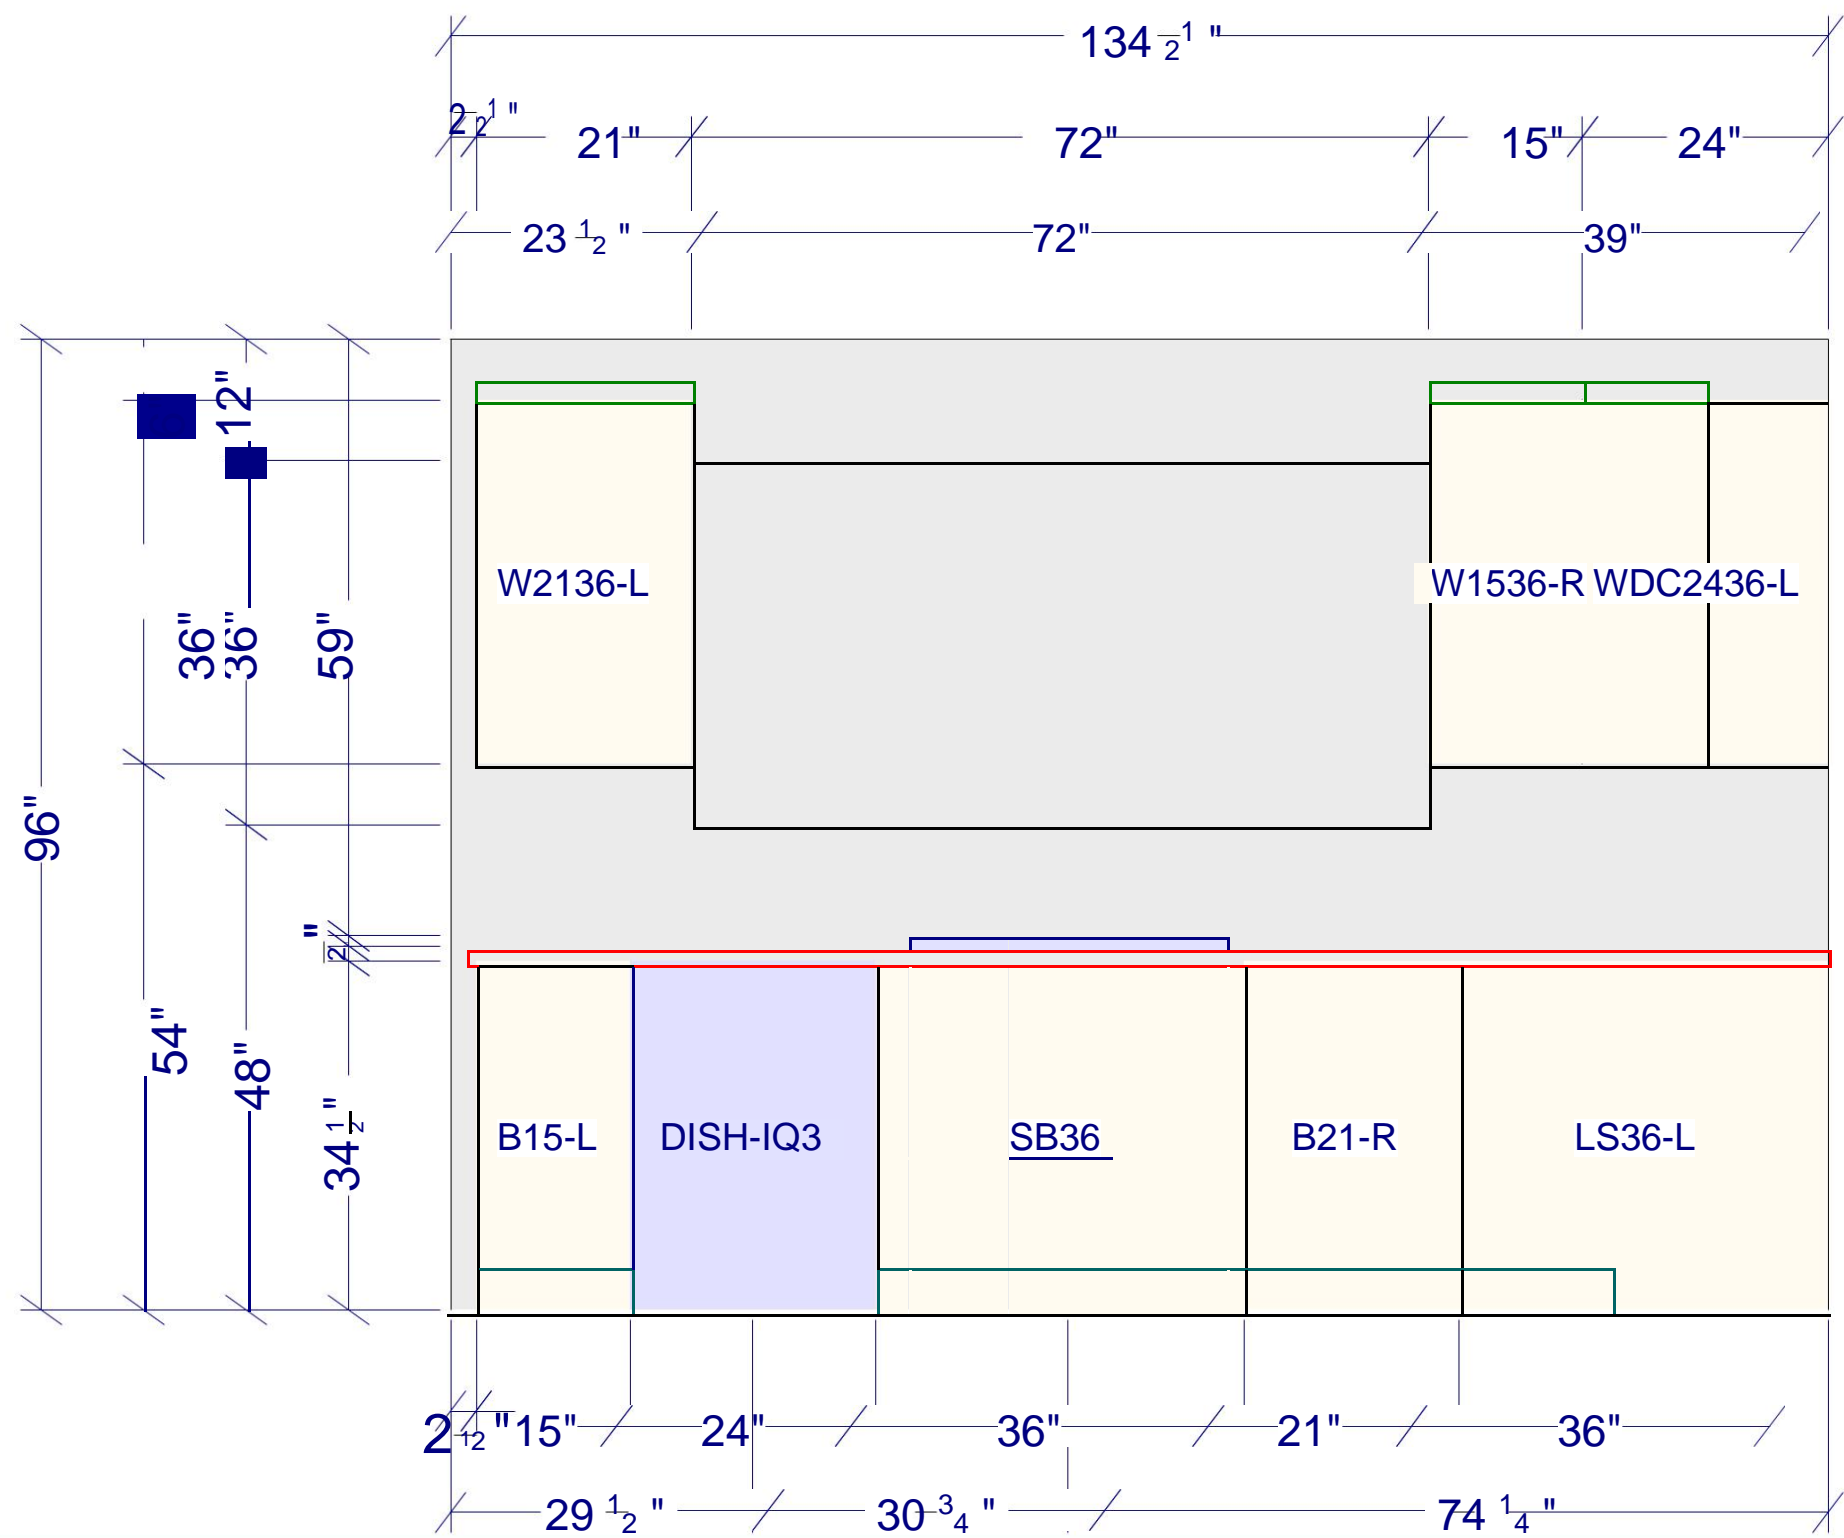 134 1/2 "
2 1/2 " 21" 72" 15" 24"
23 1/2 " 72" 39"
12"
W2136-L W1536-R WDC2436-L
36" 36" 59"
96"
" 2
54" 48" 34 1/2 "
B15-L DISH-IQ3 SB36 B21-R LS36-L
2 12 " 15" 24" 36" 21" 36"
29 1/2 " 30 3/4 " 74 1/4 "